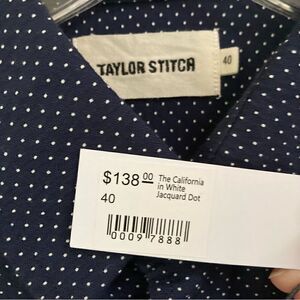 TAYLOR STITCH
40
$138 00 The California
in White
Jacquard Dot
40
00097888